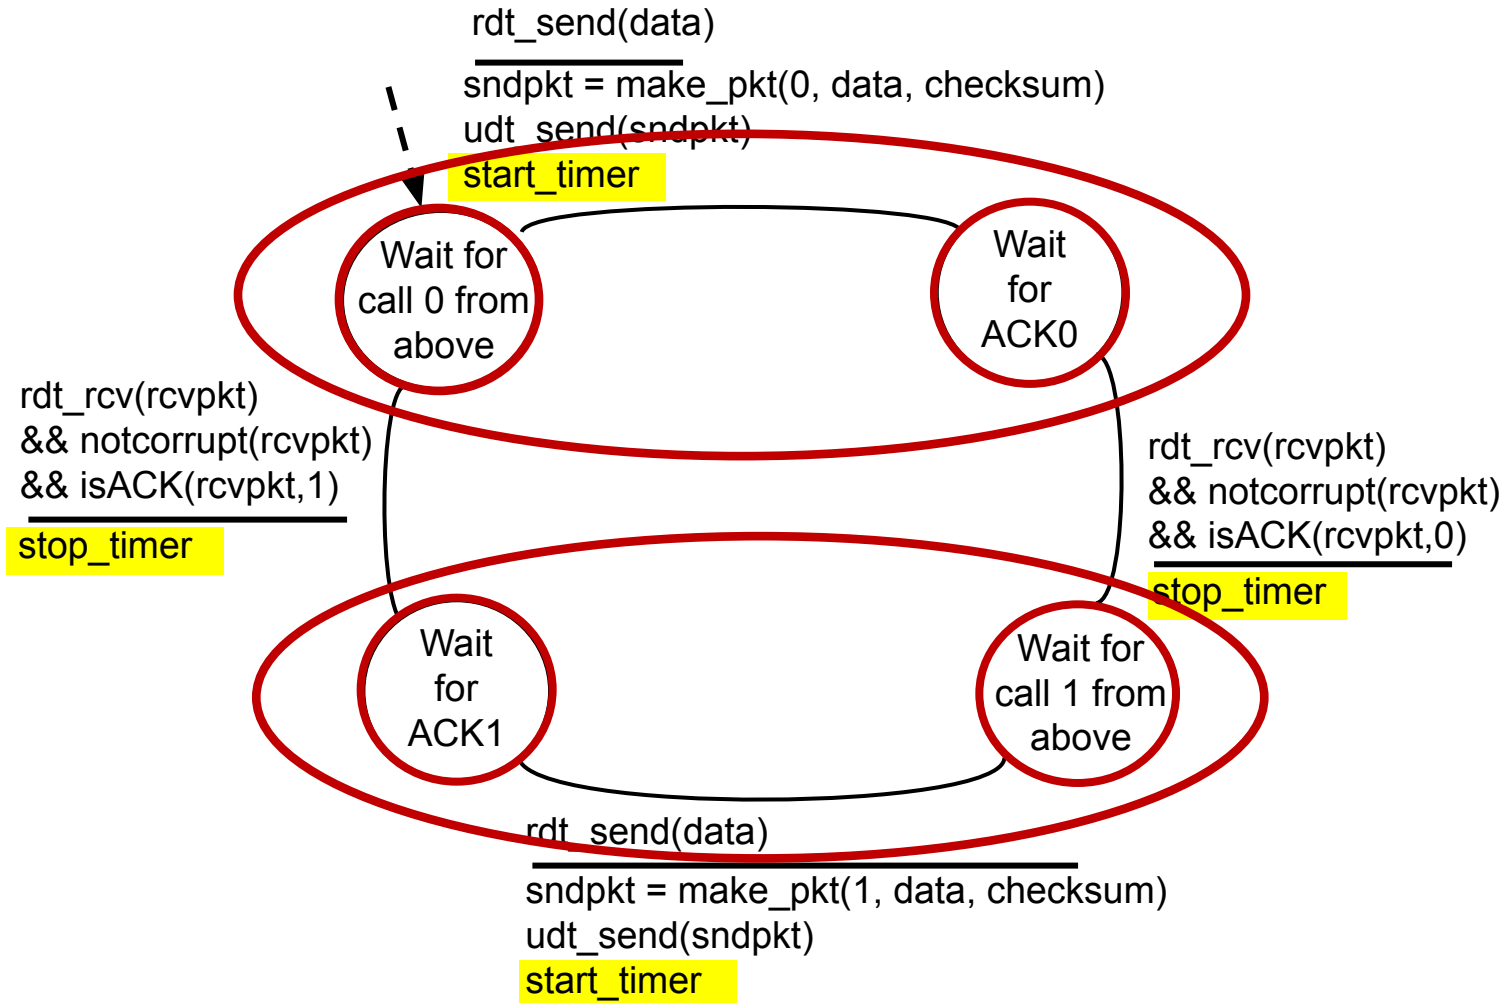 rdt_send(data)
sndpkt = make_pkt(0, data, checksum)
udt_send(sndpkt)
start_timer
Wait for
call 0 from
above
Wait
for
ACK0
rdt_rcv(rcvpkt)
&& notcorrupt(rcvpkt)
&& isACK(rcvpkt,1)
stop_timer
rdt_rcv(rcvpkt)
&& notcorrupt(rcvpkt)
&& isACK(rcvpkt,0)
stop_timer
Wait
for
ACK1
Wait for
call 1 from
above
rdt_send(data)
sndpkt = make_pkt(1, data, checksum)
udt_send(sndpkt)
start_timer